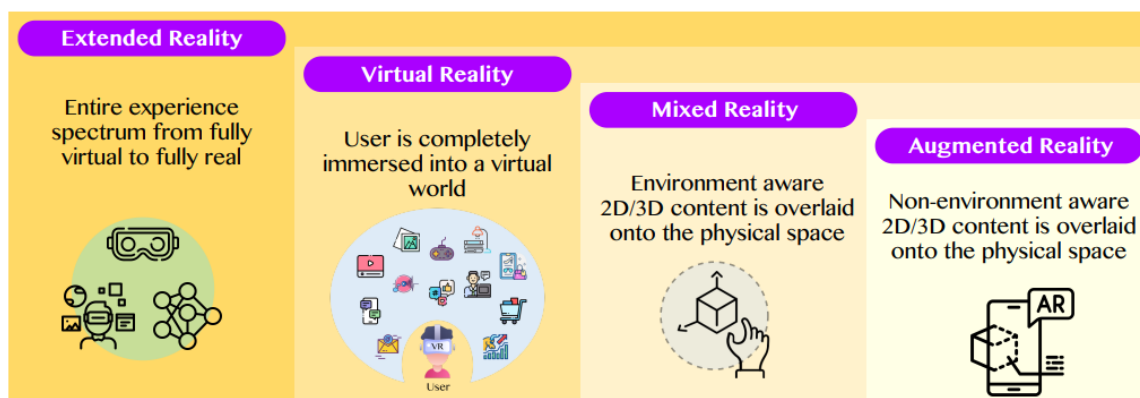 Extended Reality
Entire experience
spectrum from fully
virtual to fully real
Virtual Reality
User is completely
immersed into a virtual
world
VR
User
Mixed Reality
Environment aware
2D/3D content is overlaid
onto the physical space
Augmented Reality
Non-environment aware
2D/3D content is overlaid
onto the physical space
AR